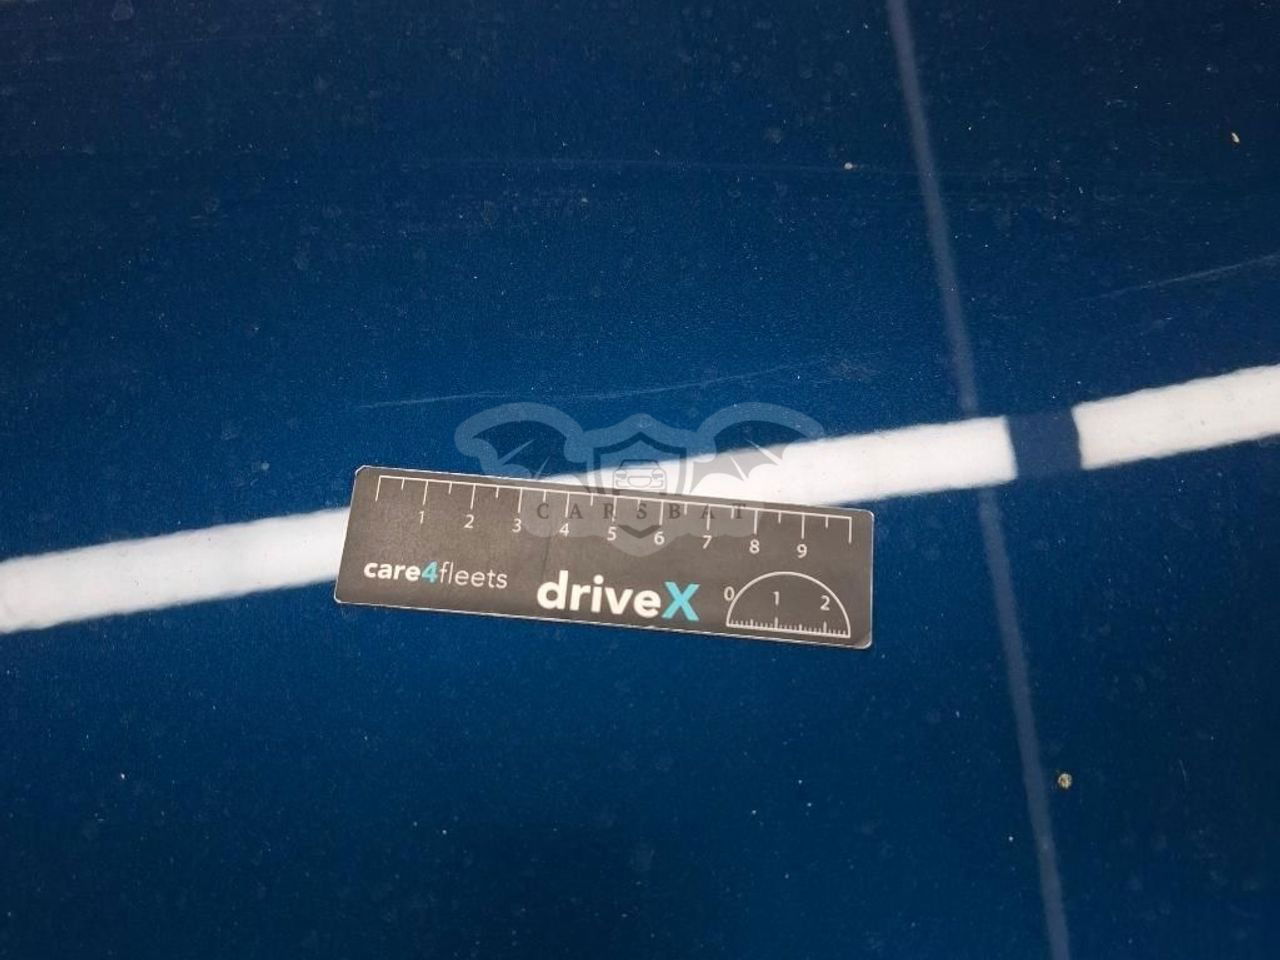 1 2 3 4 5 6 7 8 9
CARSBAT
care4fleets
driveX
0 1 2